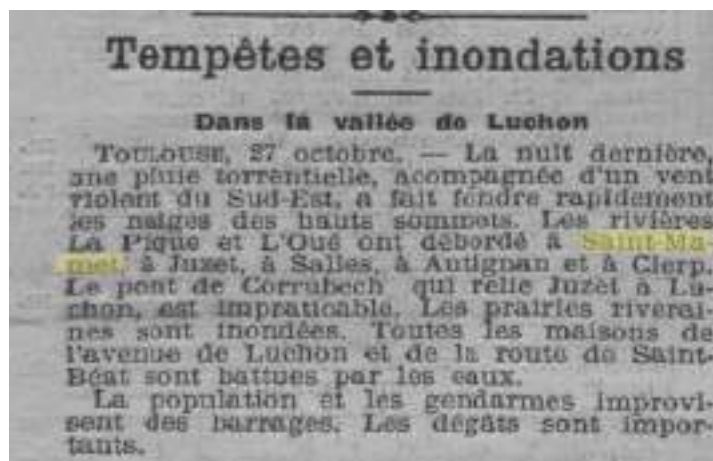 Tempêtes et inondations
Dans la vallée de Luchon
TOULOUSE, 27 octobre. — La nuit dernière,
une pluie torrentielle, acompagnée d'un vent
violent du Sud-Est, a fait fondre rapidement
les neiges des hauts sommets. Les rivières
La Pique et L'Oué ont débordé à Saint-Ma-
met, à Juzet, à Salles, à Autignan et à Cierp.
Le pont de Corrubech qui relie Juzet à Lu-
chon, est impraticable. Les prairies riverai-
nes sont inondées. Toutes les maisons de
l'avenue de Luchon et de la route de Saint-
Béat sont battues par les eaux.
La population et les gendarmes improvi-
sent des barrages. Les dégâts sont impor-
tants.